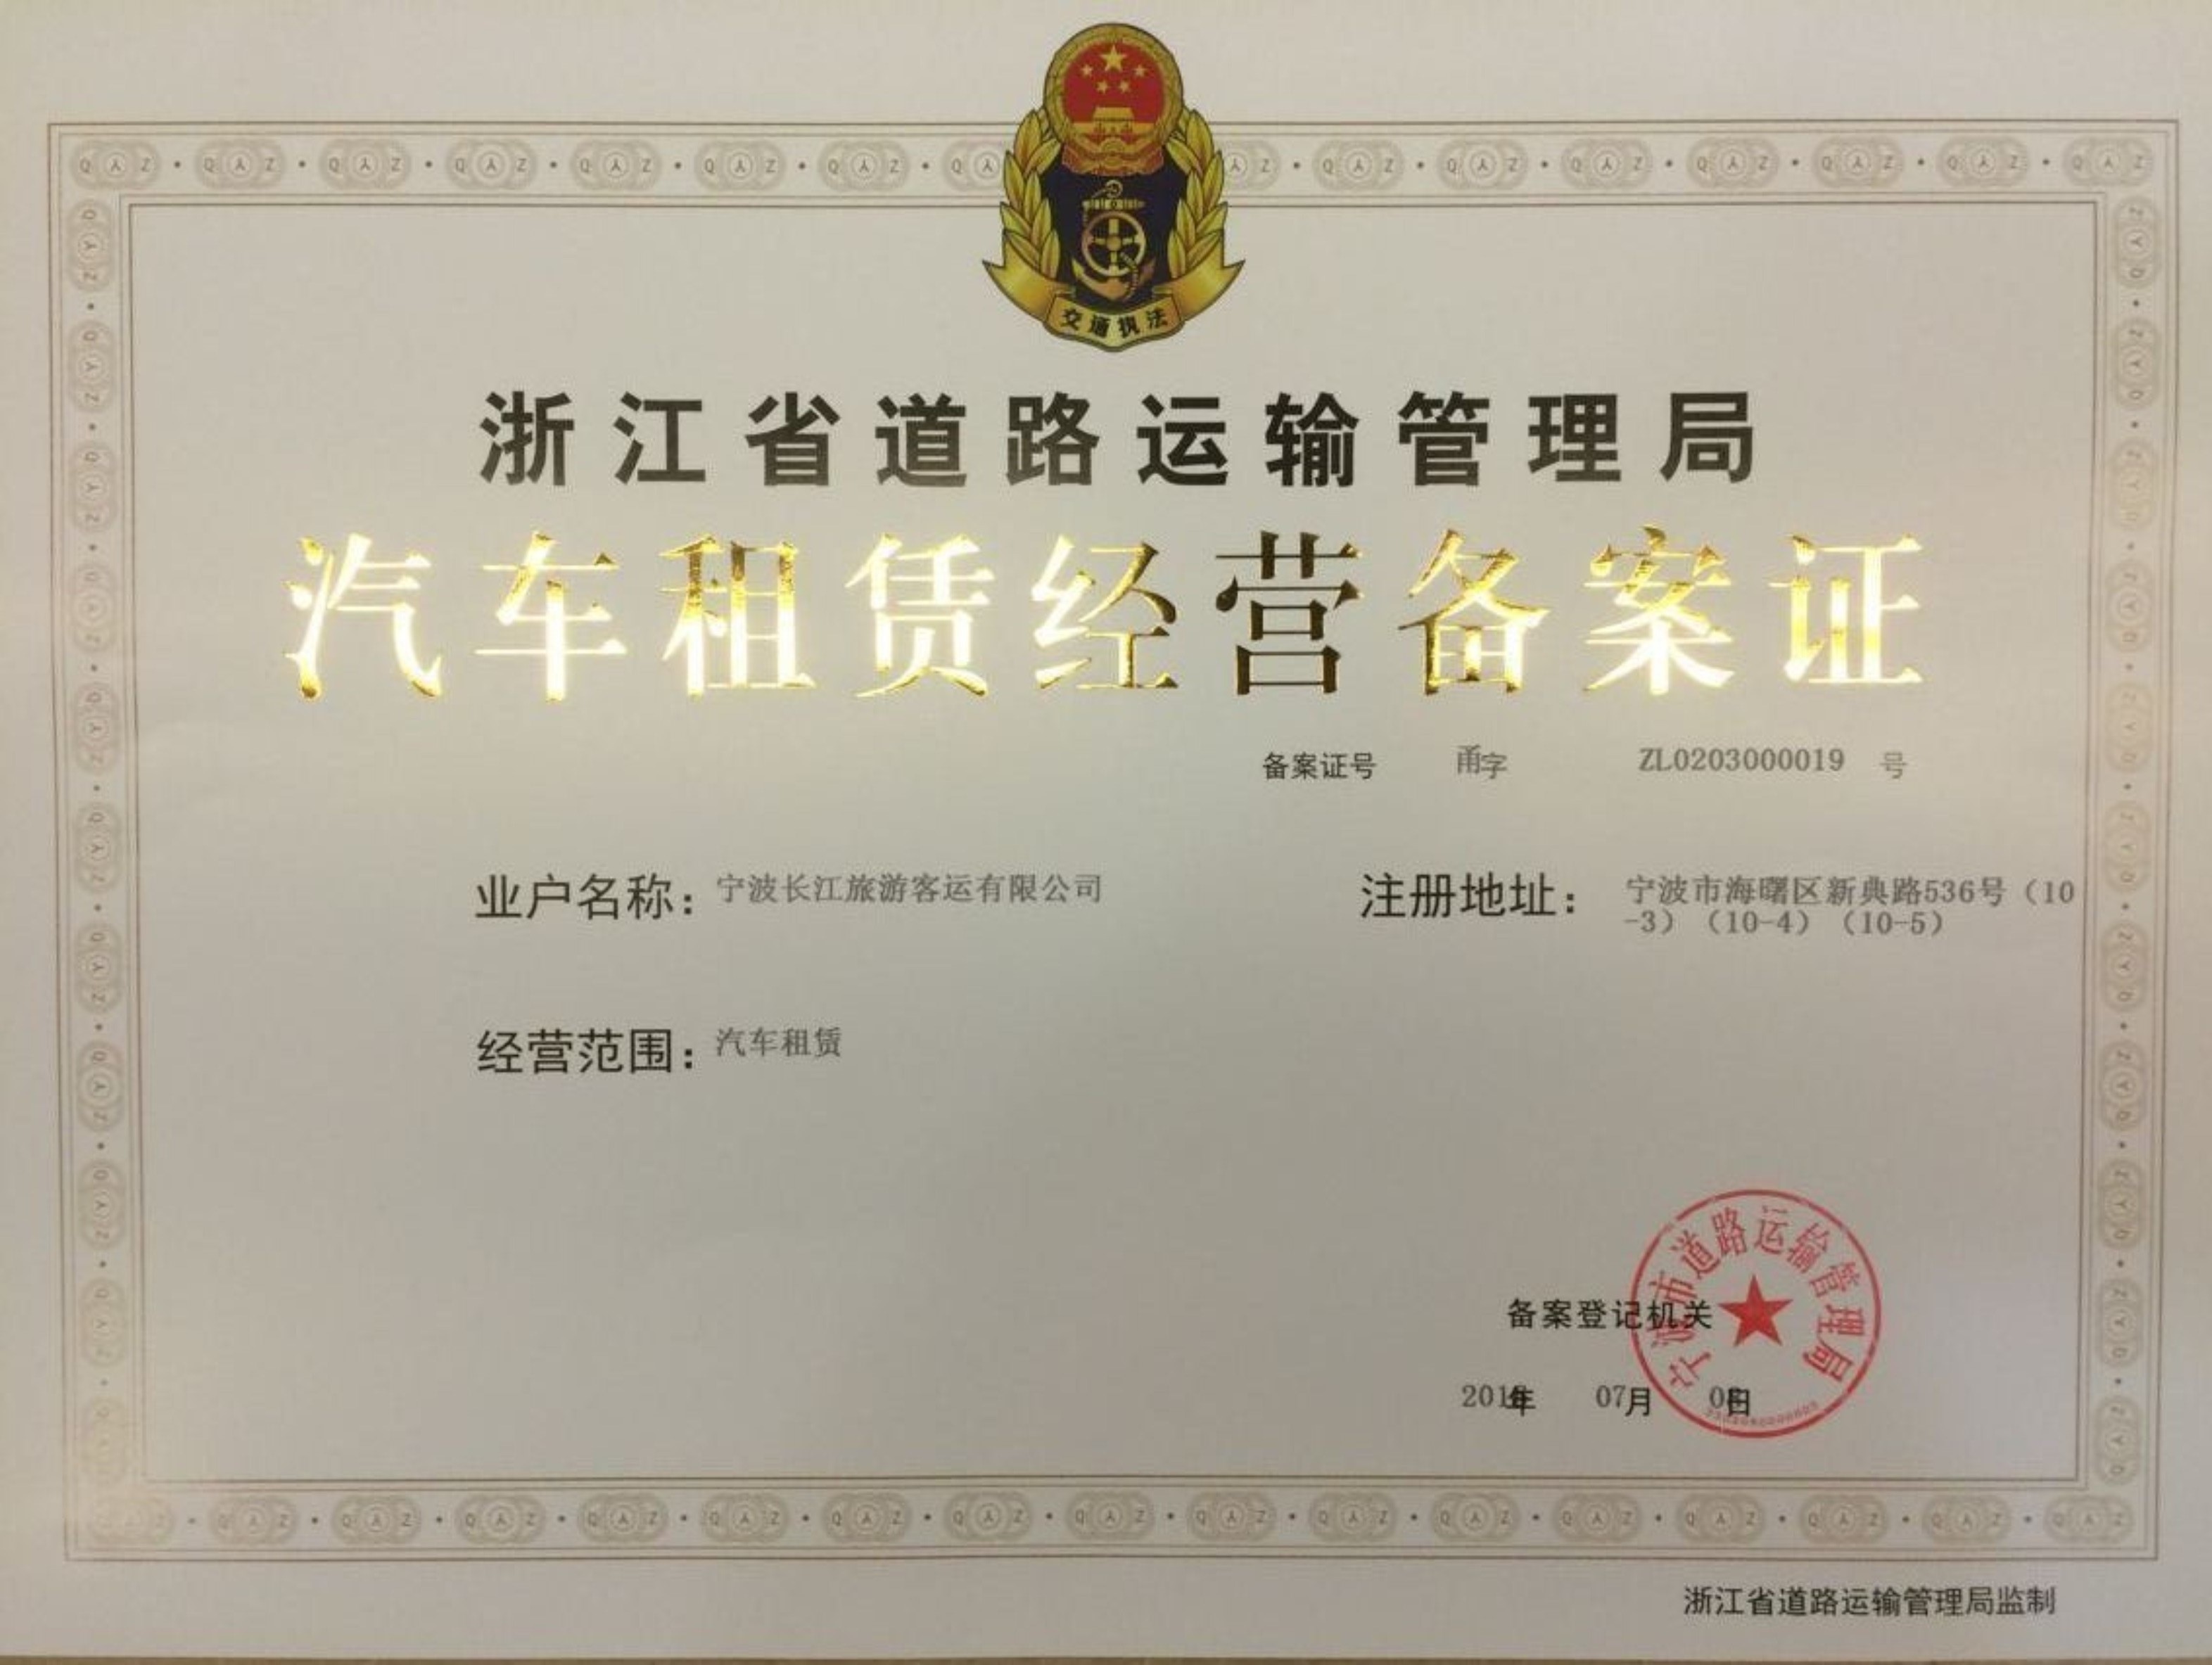 交通执法
浙江省道路运输管理局
汽车租赁经营备案证
备案证号 甬字 ZL0203000019 号
业户名称：宁波长江旅游客运有限公司
注册地址：宁波市海曙区新典路536号（10
-3）（10-4）（10-5）
经营范围：汽车租赁
宁波市道路运输管理局
备案登记机关
年 07月 日
浙江省道路运输管理局监制